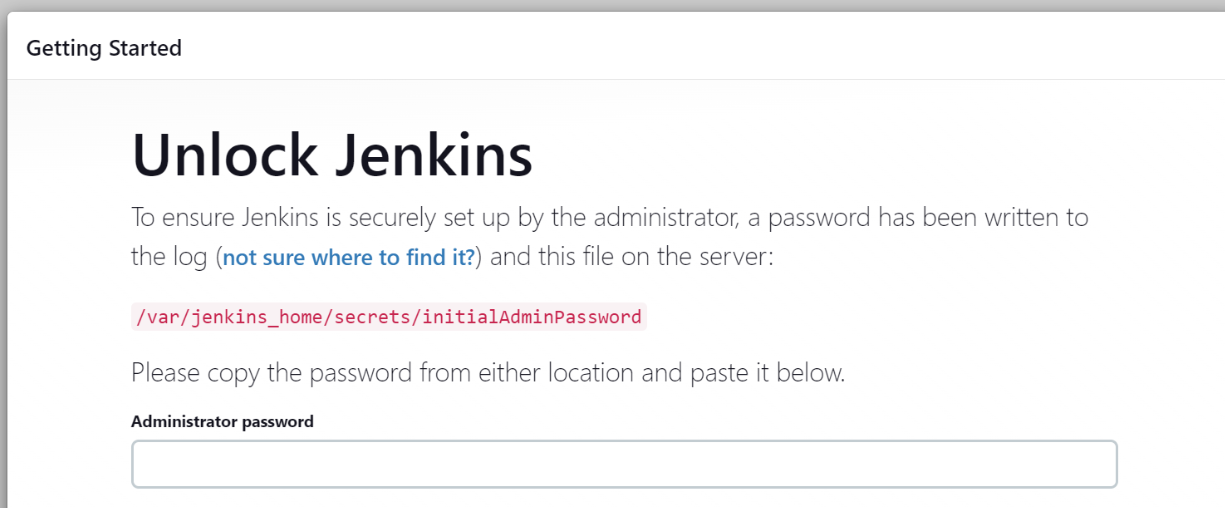 Getting Started
Unlock Jenkins
To ensure Jenkins is securely set up by the administrator, a password has been written to
the log (not sure where to find it?) and this file on the server:
/var/jenkins_home/secrets/initialAdminPassword
Please copy the password from either location and paste it below.
Administrator password